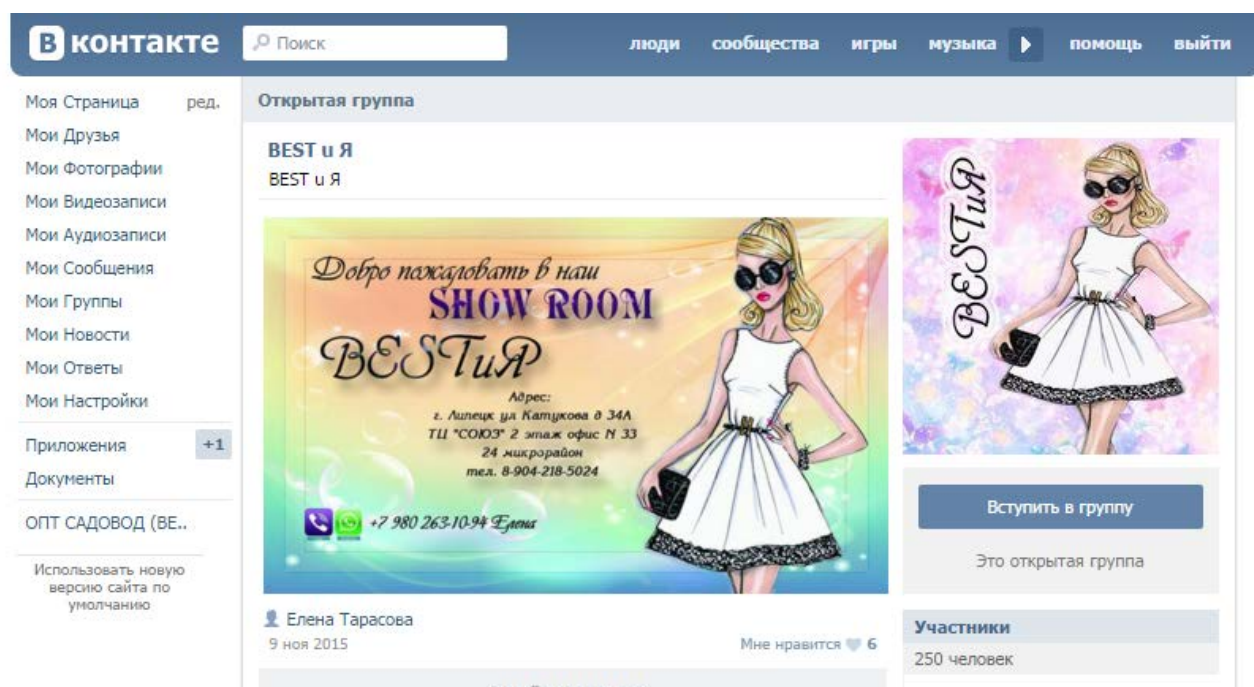 В контакте
Поиск
люди сообщества игры музыка помощь выйти
Моя Страница ред.
Мои Друзья
Мои Фотографии
Мои Видеозаписи
Мои Аудиозаписи
Мои Сообщения
Мои Группы
Мои Новости
Мои Ответы
Мои Настройки
Приложения +1
Документы
ОПТ САДОВОД (ВЕ..
Использовать новую
версию сайта по
умолчанию
Открытая группа
BEST и Я
BEST и Я
Добро пожаловать в наш
SHOW ROOM
BESTиЯ
Адрес:
г. Липецк ул Катукова д 34А
ТЦ "СОЮЗ" 2 этаж офис N 33
24 микрорайон
тел. 8-904-218-5024
+7 980 263-10-94 Елена
Елена Тарасова
9 ноя 2015
Мне нравится 6
BESTиЯ
Вступить в группу
Это открытая группа
Участники
250 человек